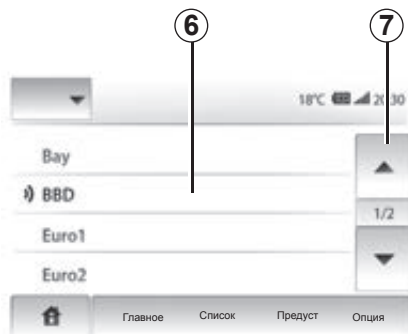 6 7
18°C 20:30
Bay
BBD
1/2
Euro1
Euro2
Главное Список Предуст Опция